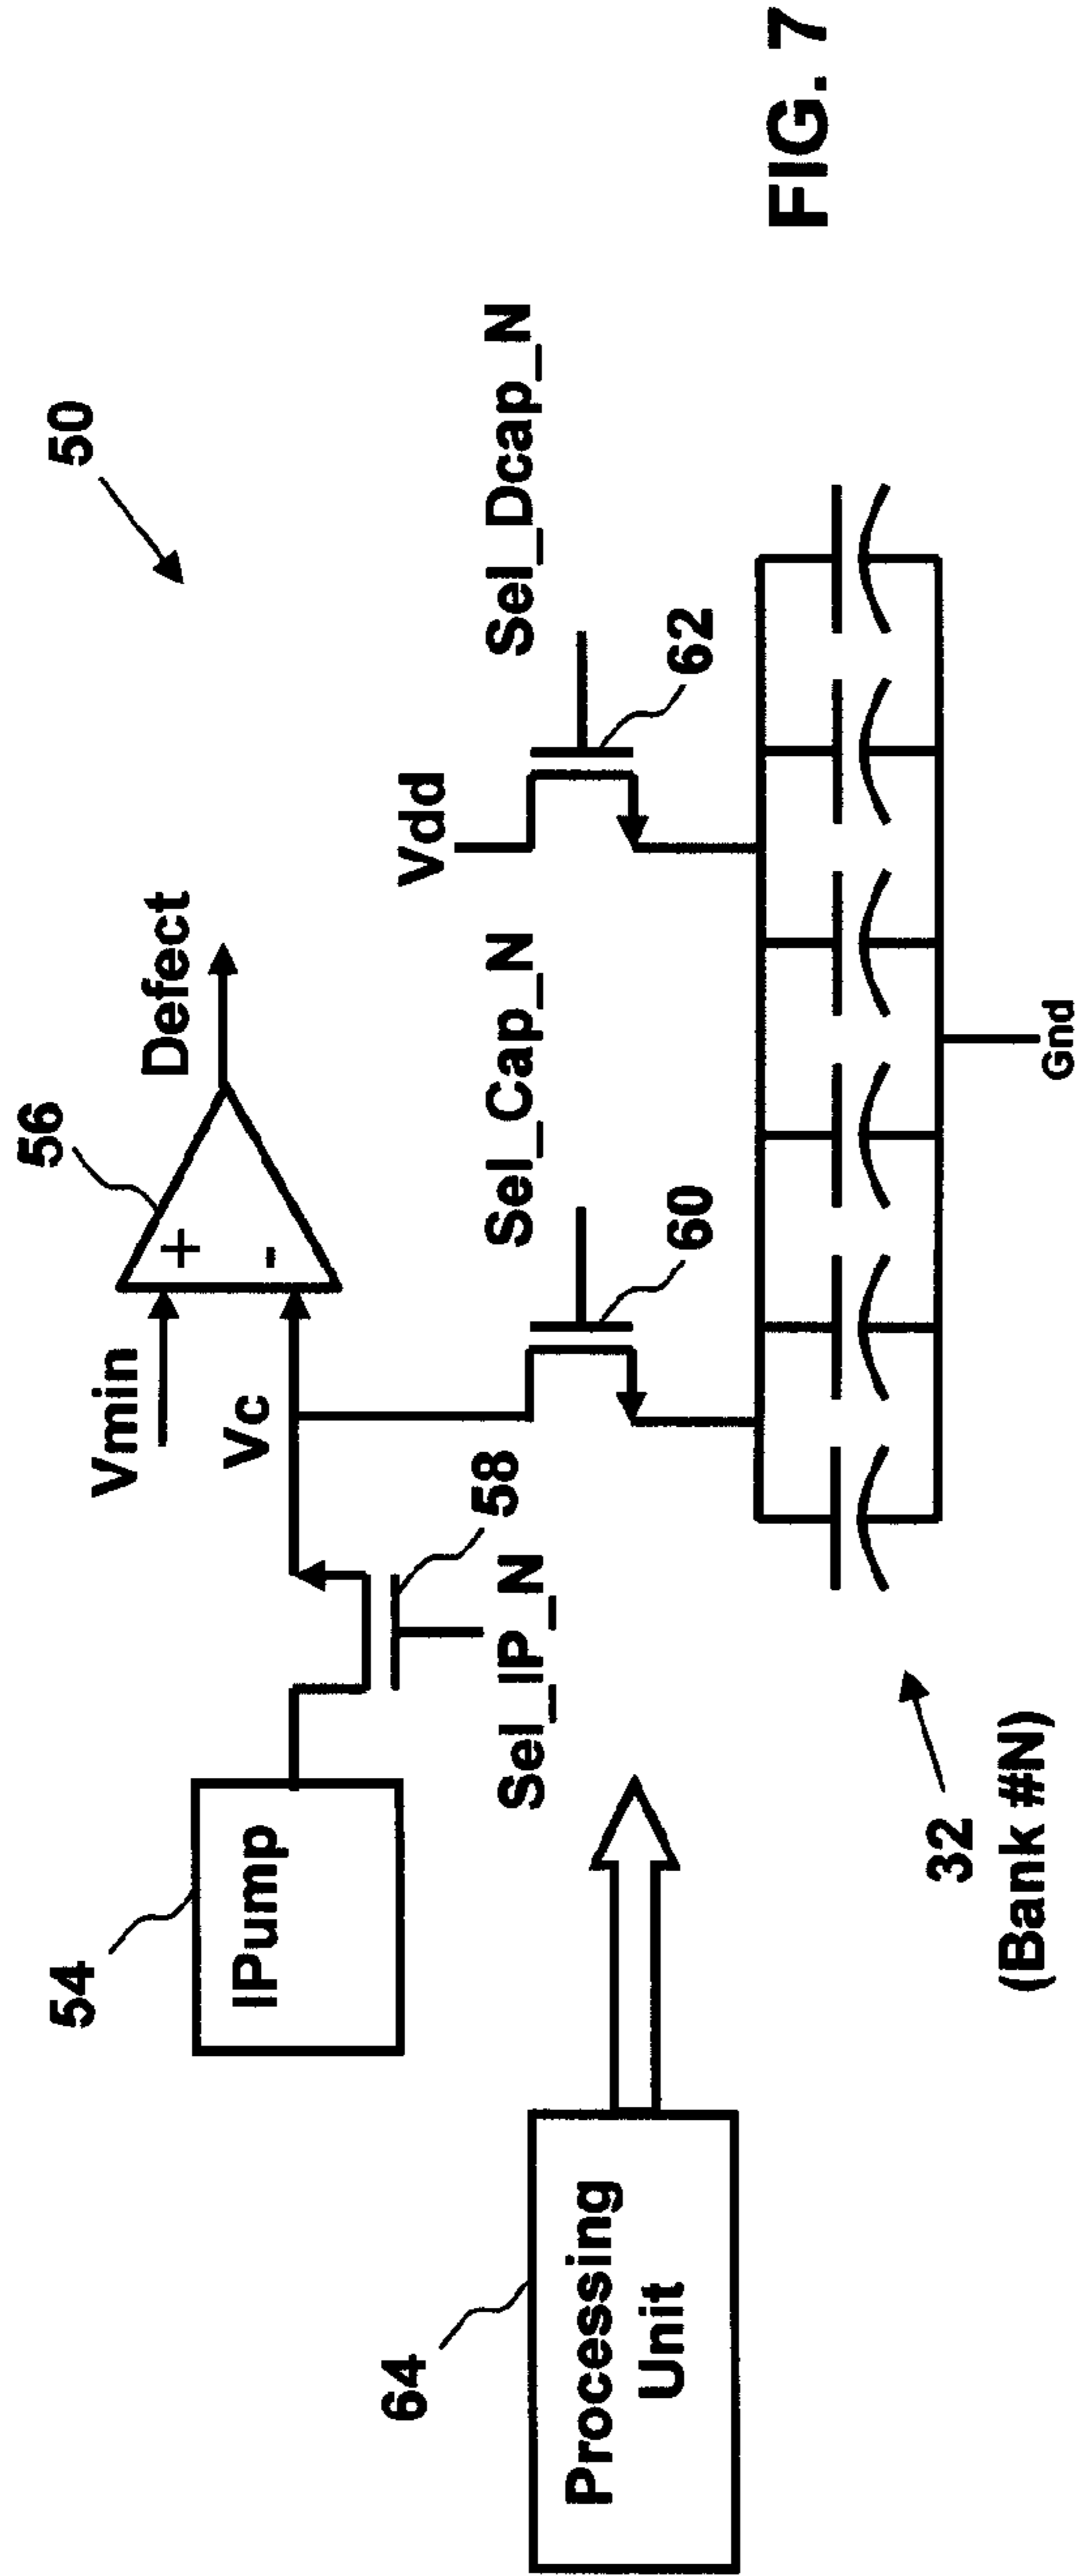 50
56
Defect
Vmin
+
-
Vc
54
IPump
58
Sel_IP_N
Vdd
Sel_Cap_N
Sel_Dcap_N
60
62
64
Processing
Unit
32
(Bank #N)
Gnd
FIG. 7